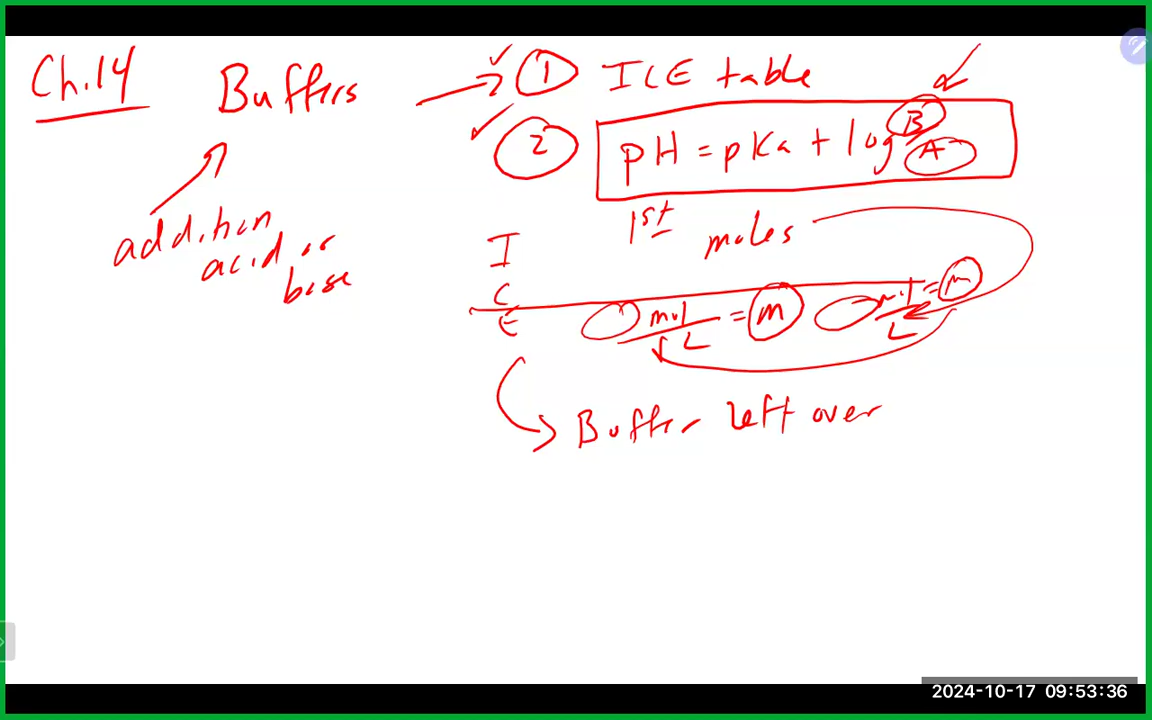 Ch.14 Buffers
① ICE table
② pH = pKa + log B/A
addition
acid or
base
1st moles
I
C
E mol/L = M mol/L = M
Buffer left over
2024-10-17 09:53:36